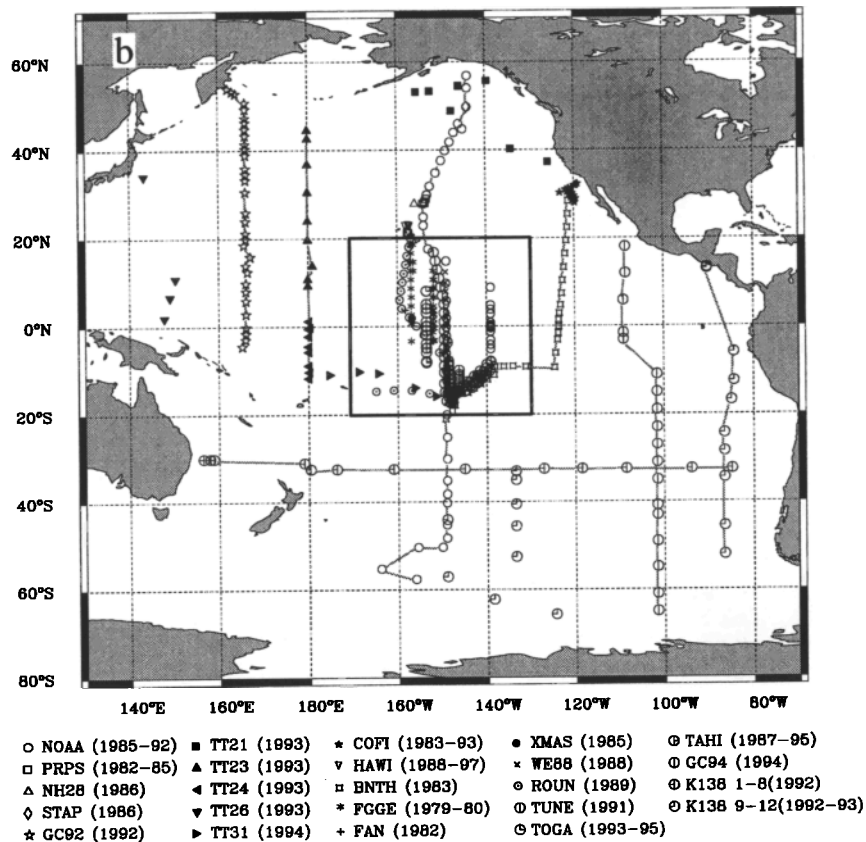 b
60°N
40°N
20°N
0°N
20°S
40°S
60°S
80°S
140°E 160°E 180°E 160°W 140°W 120°W 100°W 80°W
NOAA (1985-92) TT21 (1993) COFI (1983-93) XMAS (1985) TAHI (1987-95)
PRPS (1982-85) TT23 (1993) HAWI (1988-97) WE88 (1988) GC94 (1994)
NH28 (1986) TT24 (1993) BNTH (1983) ROUN (1989) K138 1-8(1992)
STAP (1986) TT26 (1993) FGGE (1979-80) TUNE (1991) K138 9-12(1992-93)
GC92 (1992) TT31 (1994) FAN (1982) TOGA (1993-95)